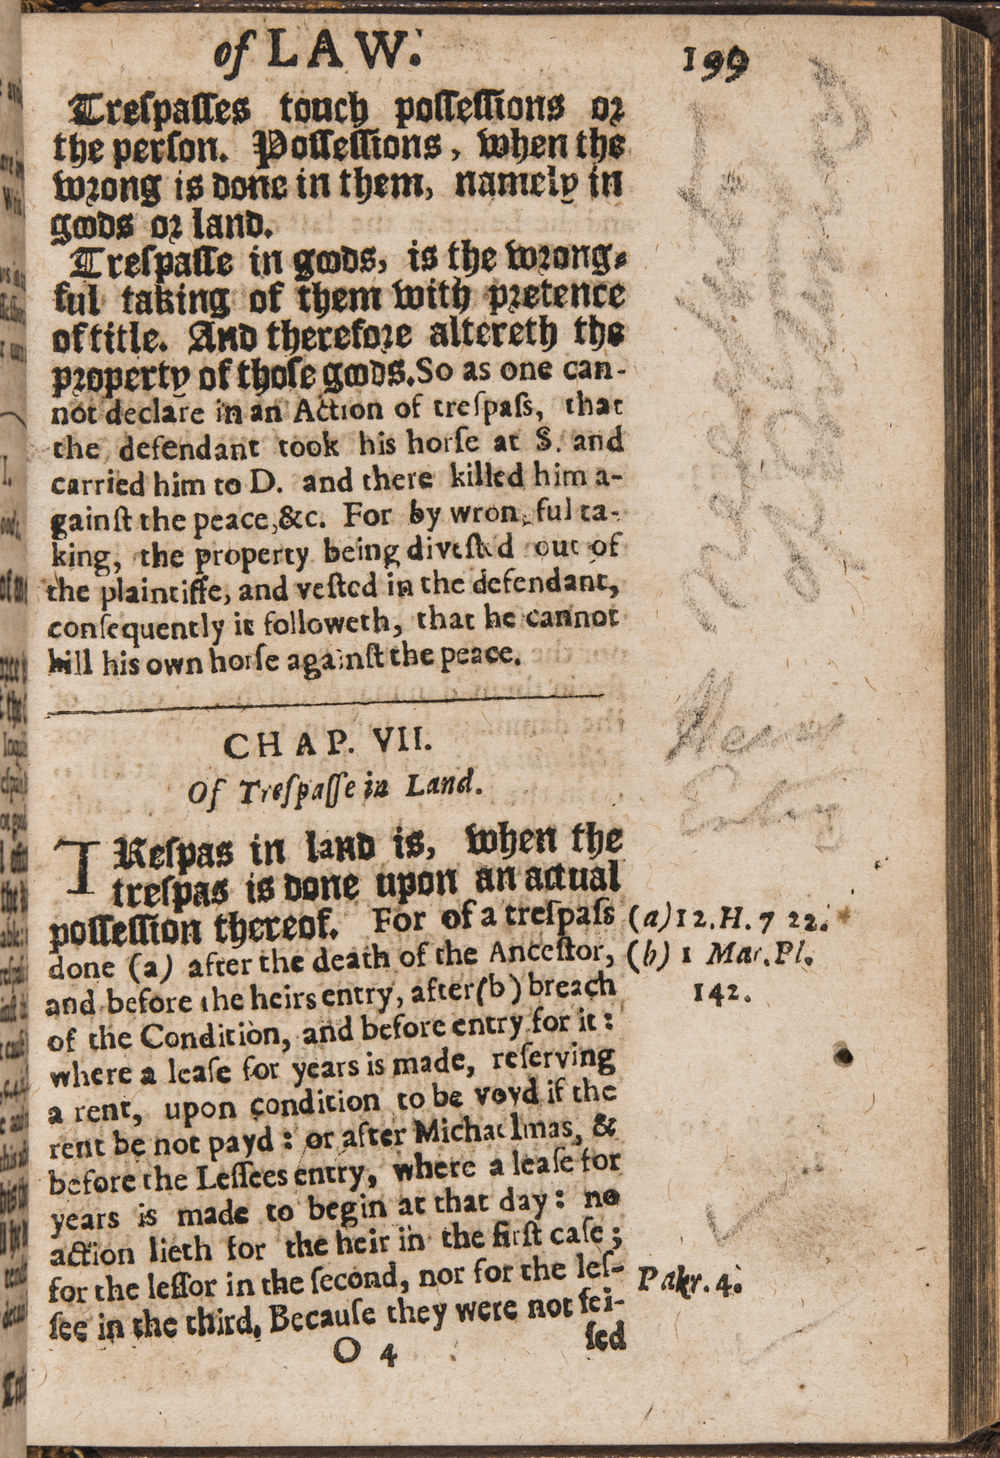 of LAW.
199
Treſpaſſes touch poſſeſſions or
the perſon. Poſſeſſions, when the
wrong is done in them, namely in
goods or land.
Treſpaſſe in goods, is the wrong-
ful taking of them with pretence
of title. And therefore altereth the
property of thoſe goods. So as one can-
not declare in an Action of treſpaſs, that
the defendant took his horſe at S. and
carried him to D. and there killed him a-
gainſt the peace, &c. For by wrongful ta-
king, the property being diveſted out of
the plaintiffe, and veſted in the defendant,
conſequently it followeth, that he cannot
kill his own horſe againſt the peace.
CHAP. VII.
Of Treſpaſſe in Land.
TReſpas in land is, when the
treſpas is done upon an actual
poſſeſſion thereof. For of a treſpaſs
done (a) after the death of the Anceſtor,
and before the heirs entry, after (b) breach
of the Condition, and before entry for it:
where a leaſe for years is made, reſerving
a rent, upon condition to be voyd if the
rent be not payd: or after Michaelmas, &
before the Leſſees entry, where a leaſe for
years is made to begin at that day: no
action lieth for the heir in the firſt caſe;
for the leſſor in the ſecond, nor for the leſ-
ſee in the third. Becauſe they were not ſei-
O 4
ſed
(a) 12. H. 7 22.
(b) 1 Mar. Pl.
142.
Pakr. 4.
Entry